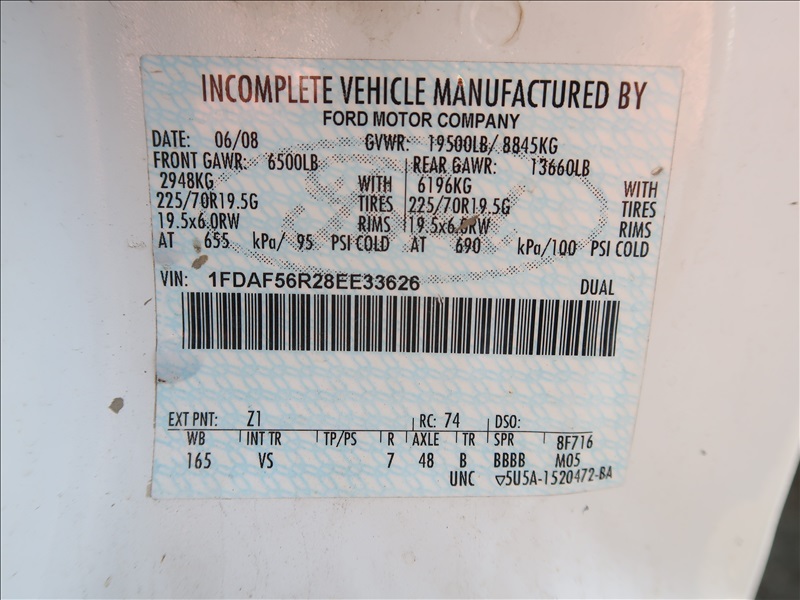 INCOMPLETE VEHICLE MANUFACTURED BY
FORD MOTOR COMPANY
DATE: 06/08 GVWR: 19500LB/ 8845KG
FRONT GAWR: 6500LB REAR GAWR: 13660LB
2948KG WITH 6196KG WITH
225/70R19.5G TIRES 225/70R19.5G TIRES
19.5x6.0RW RIMS 19.5x6.0RW RIMS
AT 655 kPa/ 95 PSI COLD AT 690 kPa/100 PSI COLD
VIN: 1FDAF56R28EE33626 DUAL
EXT PNT: Z1 RC: 74 DSO:
WB INT TR TP/PS R AXLE TR SPR 8F716
165 VS 7 48 B BBBB M05
UNC ▽5U5A-1520472-BA